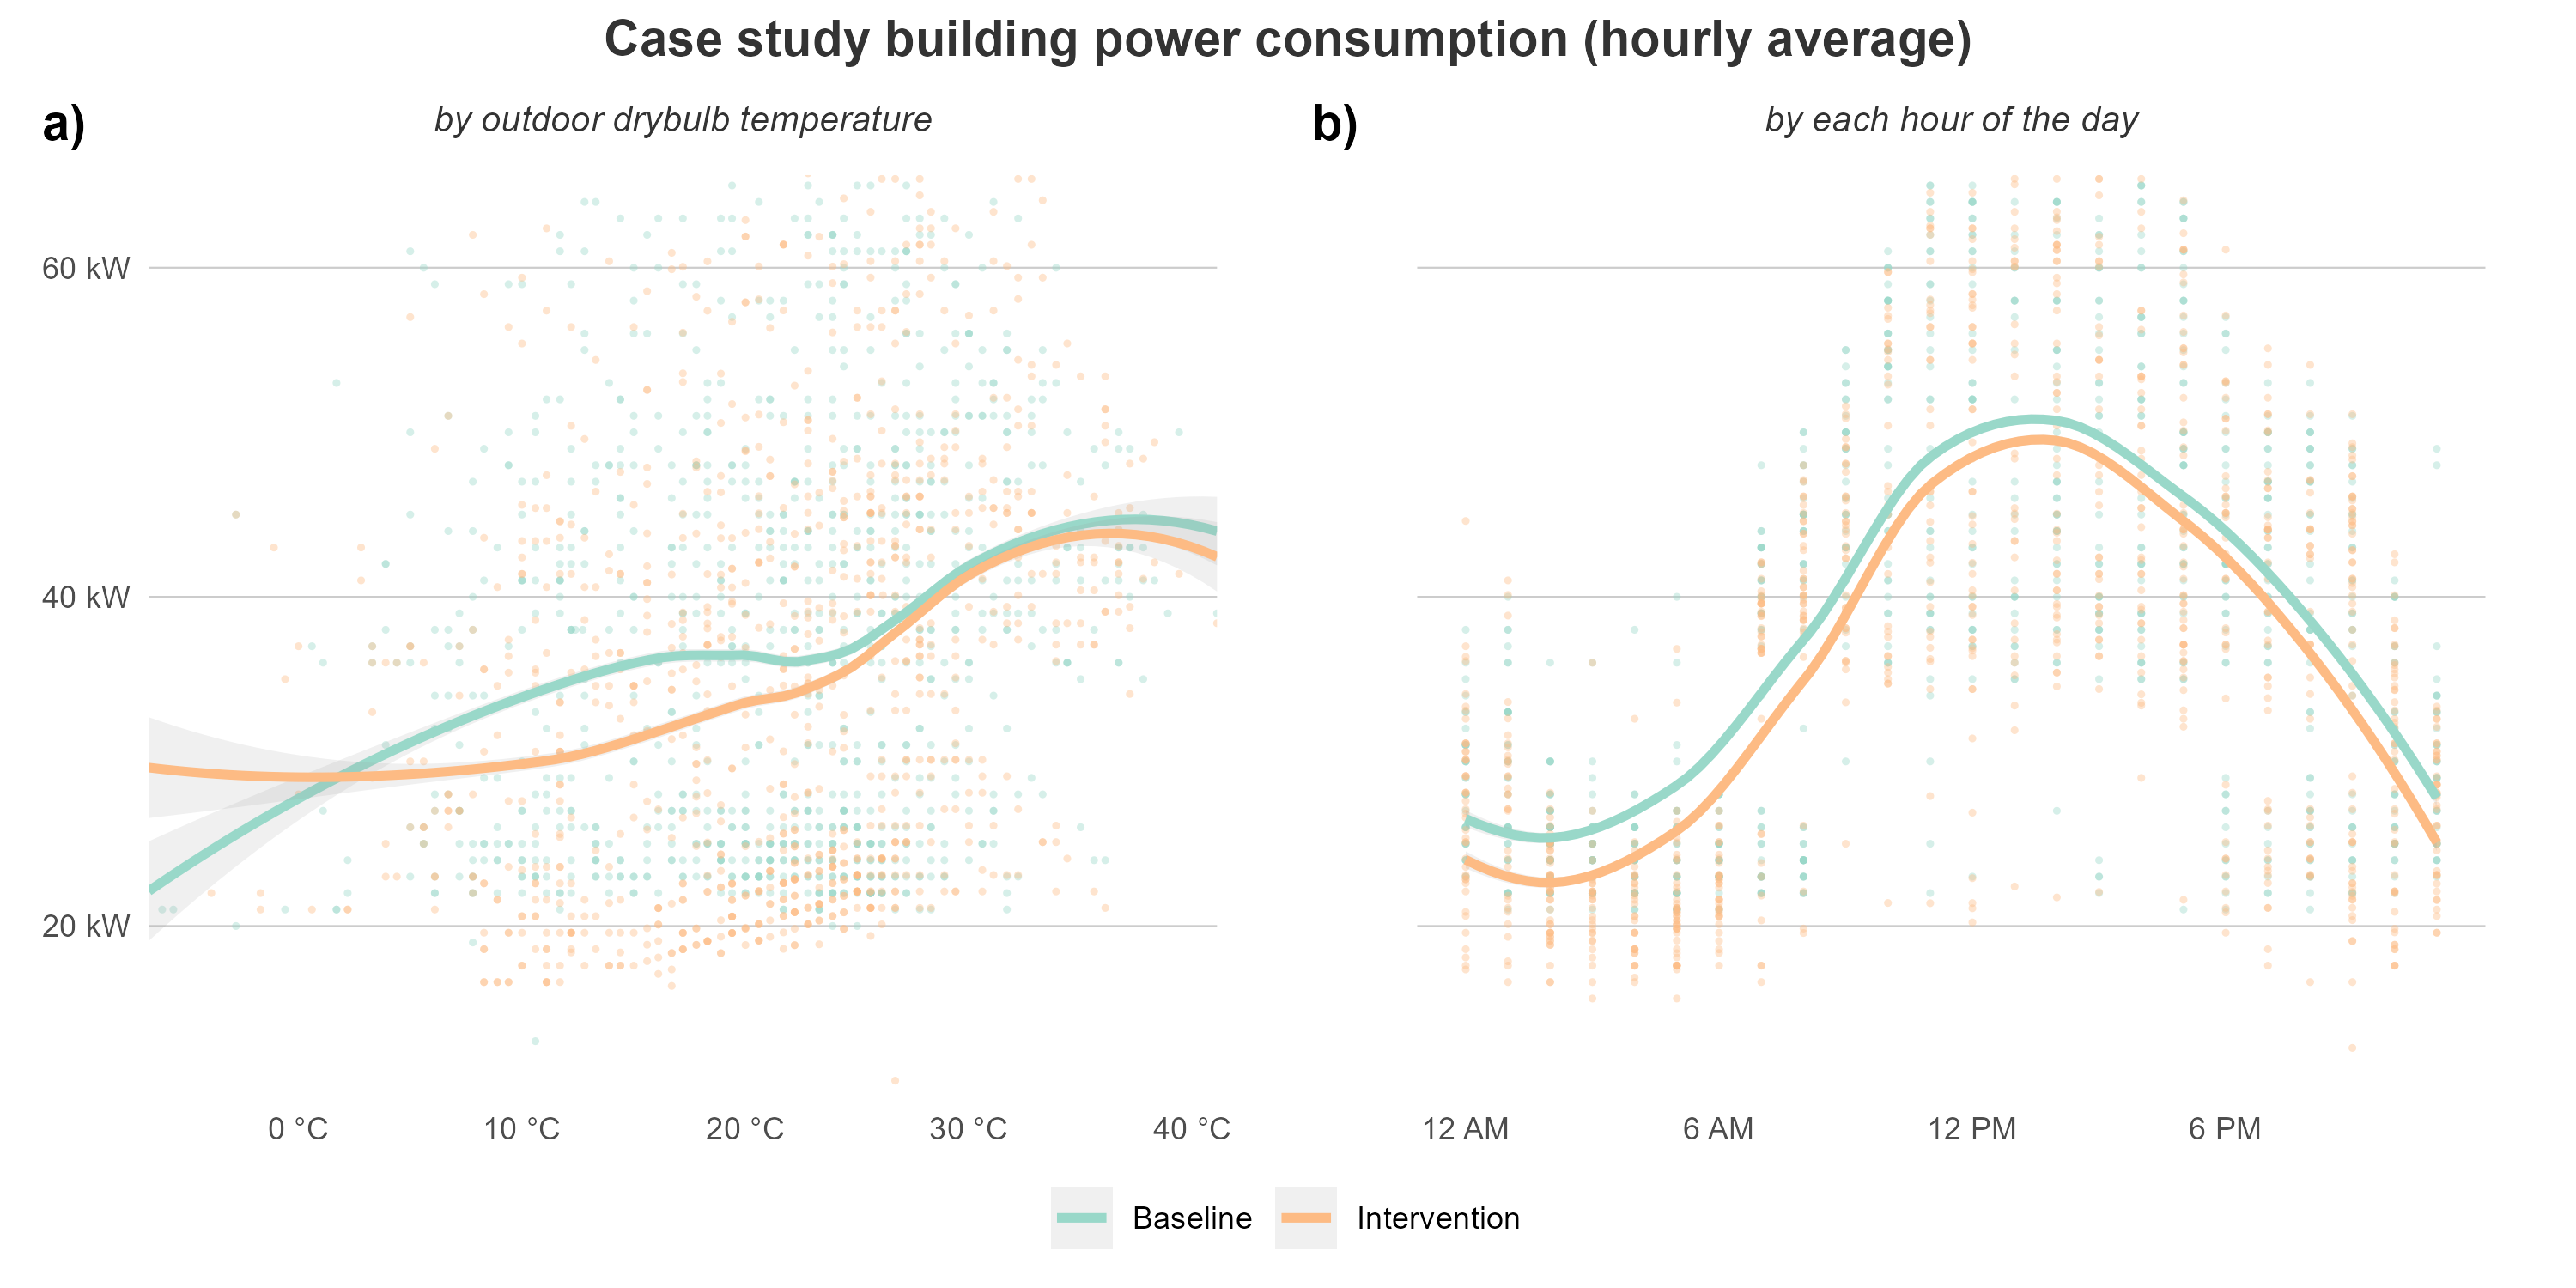 Case study building power consumption (hourly average)
a)
by outdoor drybulb temperature
b)
by each hour of the day
60 kW
40 kW
20 kW
0 °C 10 °C 20 °C 30 °C 40 °C
12 AM 6 AM 12 PM 6 PM
Baseline Intervention